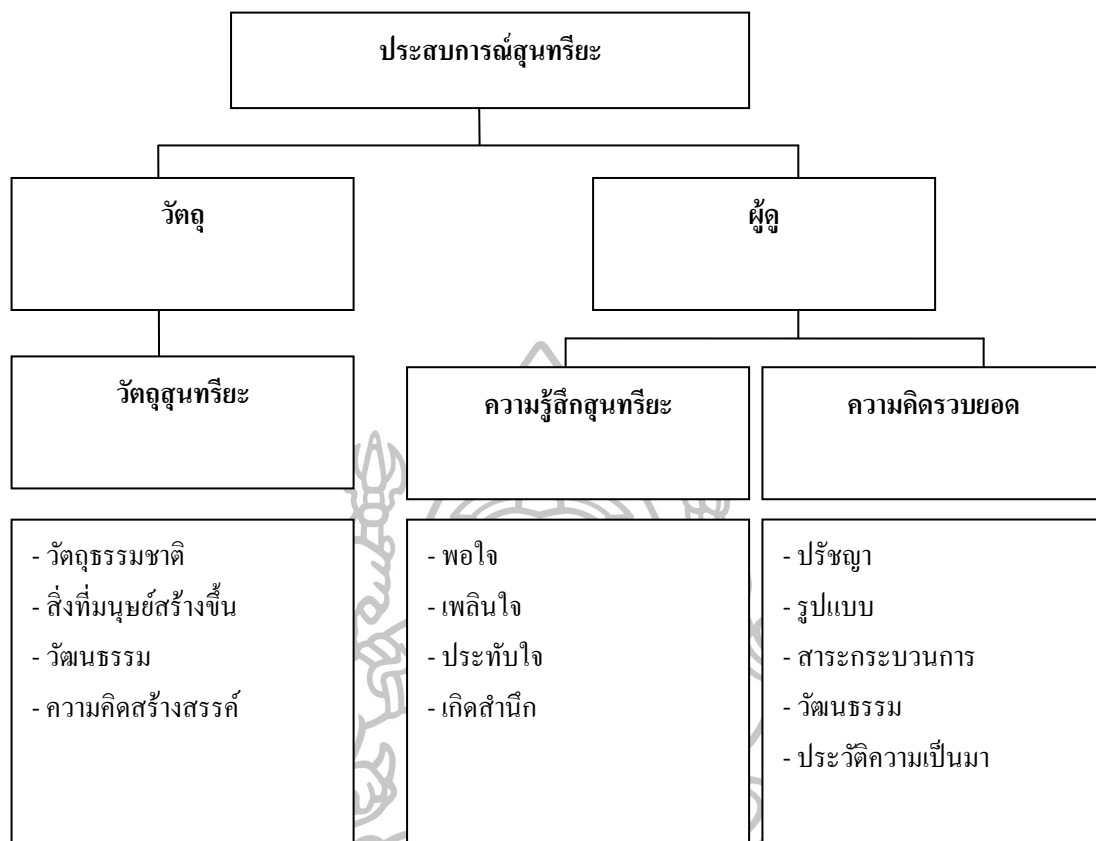 ประสบการณ์สุนทรียะ
วัตถุ
ผู้ดู
วัตถุสุนทรียะ
ความรู้สึกสุนทรียะ
ความคิดรวบยอด
- วัตถุธรรมชาติ
- สิ่งที่มนุษย์สร้างขึ้น
- วัฒนธรรม
- ความคิดสร้างสรรค์
- พอใจ
- เพลินใจ
- ประทับใจ
- เกิดสำนึก
- ปรัชญา
- รูปแบบ
- สาระกระบวนการ
- วัฒนธรรม
- ประวัติความเป็นมา